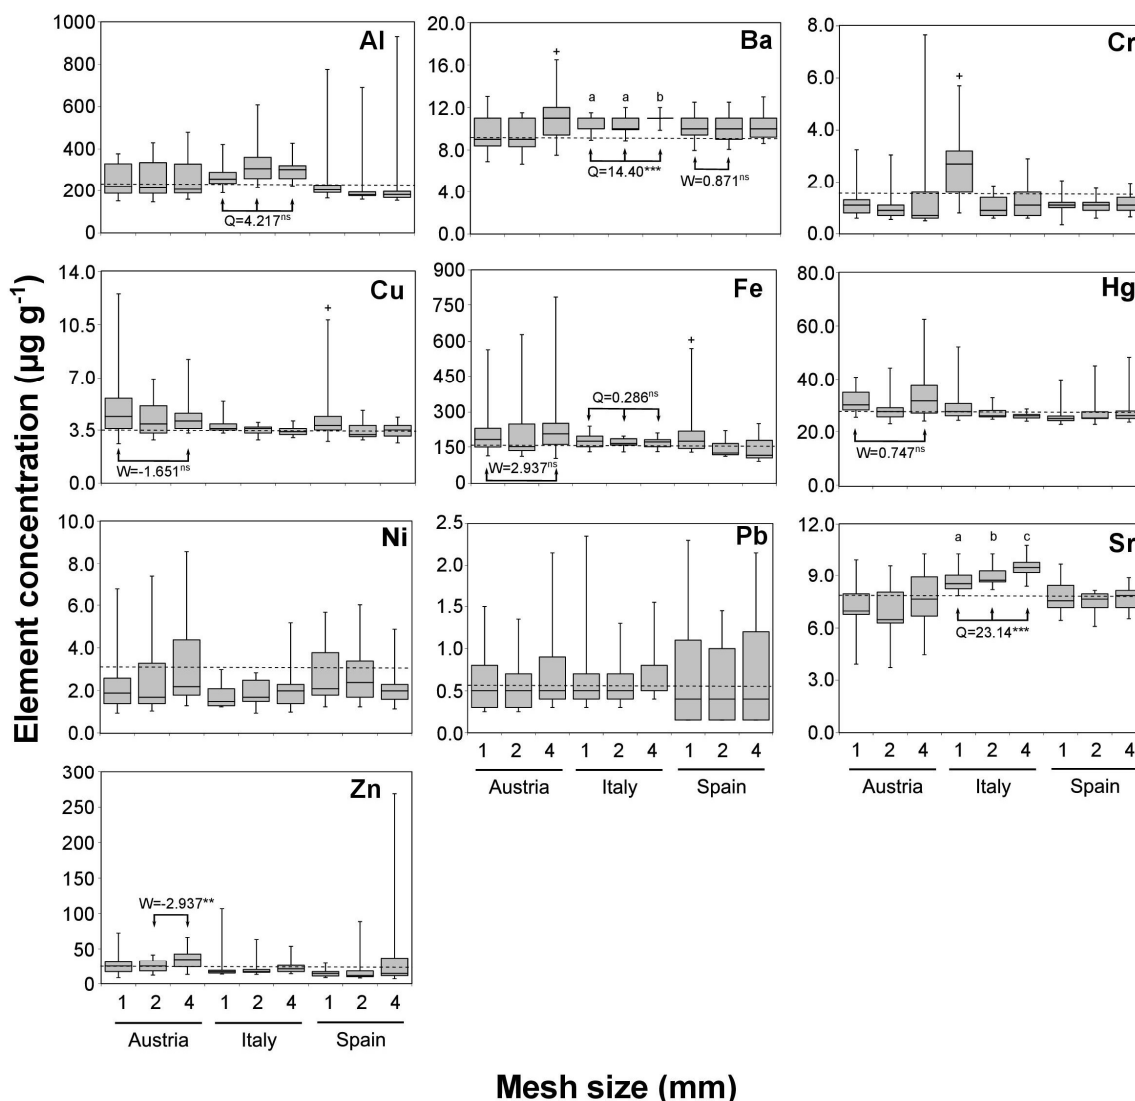 Element concentration (µg g-1)
1000
800
600
400
300
200
100
0
Al
Q=4.217ns
20.0
16.0
12.0
8.0
4.0
0.0
Ba
+
a a b
Q=14.40***
W=0.871ns
8.0
6.0
4.0
2.0
1.0
0.0
Cr
+
14.0
10.5
7.0
3.5
0.0
Cu
+
W=-1.651ns
900
750
600
450
300
150
0
Fe
+
Q=0.286ns
W=2.937ns
80.0
60.0
40.0
20.0
0.0
Hg
W=0.747ns
10.0
8.0
6.0
4.0
2.0
0.0
Ni
2.5
2.0
1.5
1.0
0.5
0.0
Pb
1 2 4 1 2 4 1 2 4
Austria Italy Spain
12.0
9.0
6.0
3.0
0.0
Sr
a b c
Q=23.14***
1 2 4 1 2 4 1 2 4
Austria Italy Spain
300
250
200
150
100
50
0
Zn
W=-2.937**
1 2 4 1 2 4 1 2 4
Austria Italy Spain
Mesh size (mm)